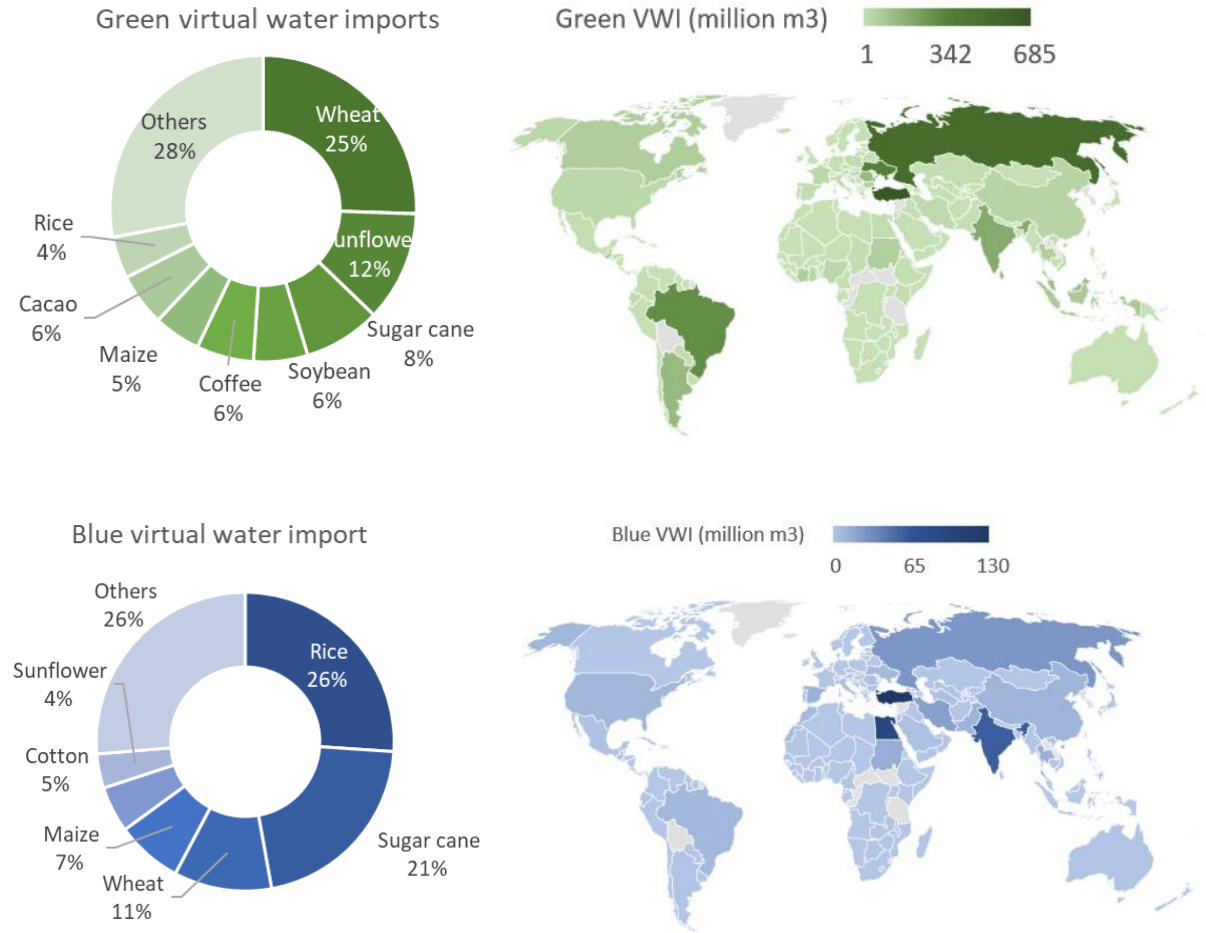 Green virtual water imports
Green VWI (million m3)
1 342 685
Others
28%
Wheat
25%
Rice
4%
unflowe
12%
Cacao
6%
Sugar cane
8%
Maize
5%
Coffee
6%
Soybean
6%
Blue virtual water import
Blue VWI (million m3)
0 65 130
Others
26%
Rice
26%
Sunflower
4%
Cotton
5%
Maize
7%
Sugar cane
21%
Wheat
11%